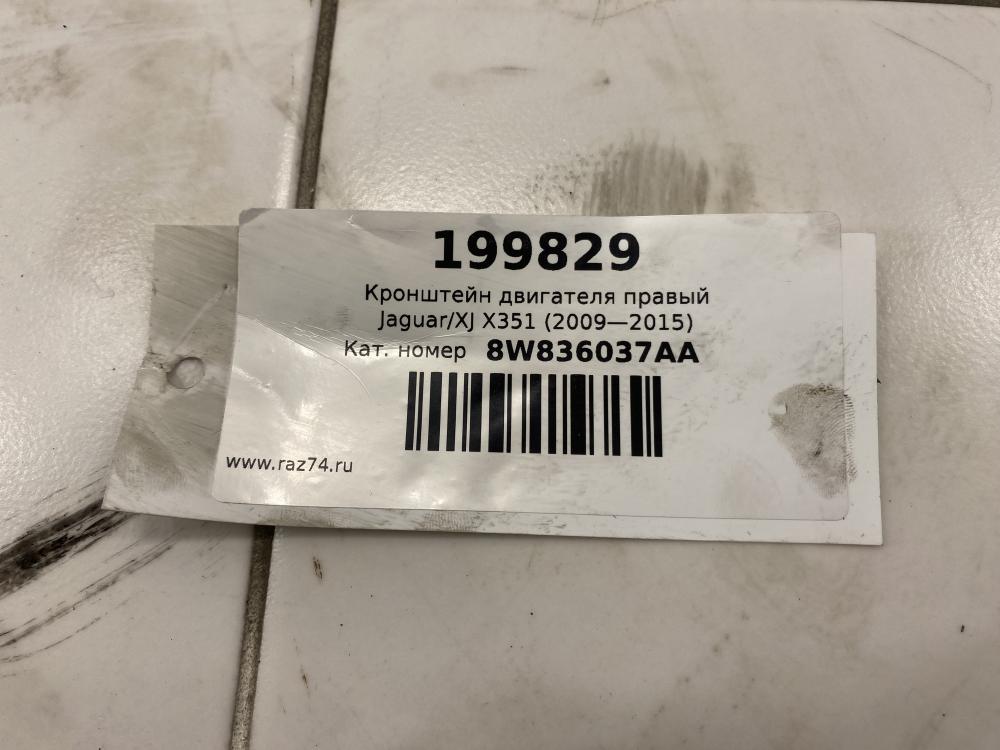 199829
Кронштейн двигателя правый
Jaguar/XJ X351 (2009—2015)
Кат. номер 8W836037AA
www.raz74.ru